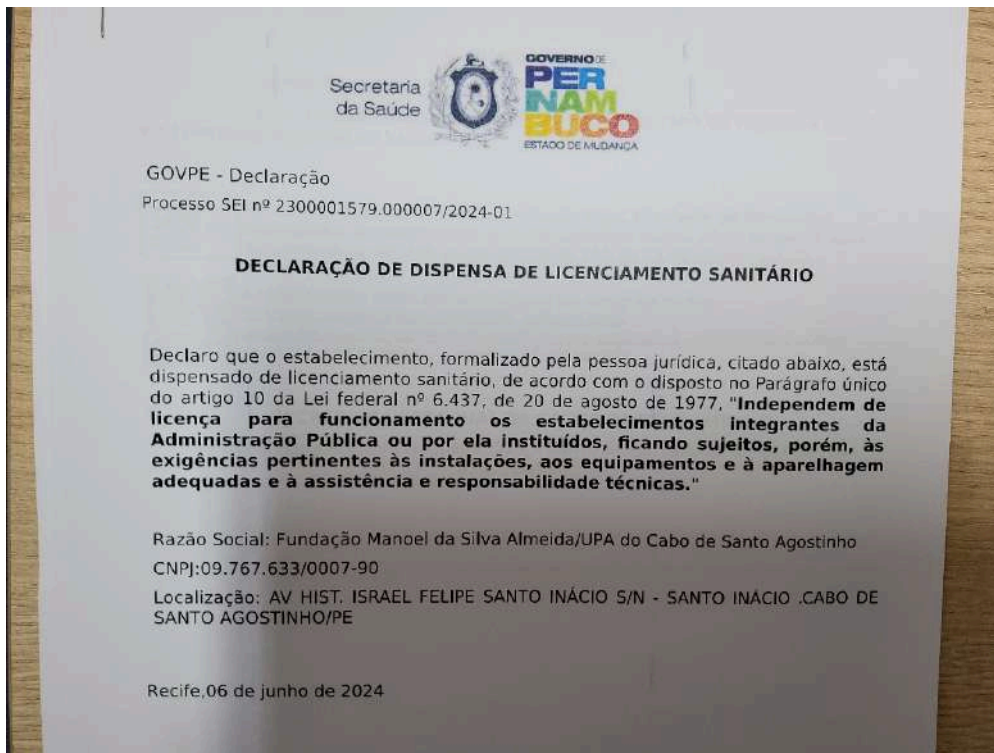 Secretaria
da Saúde
GOVERNO DE
PER
NAM
BUCO
ESTADO DE MUDANÇA
GOVPE - Declaração
Processo SEI nº 2300001579.000007/2024-01
DECLARAÇÃO DE DISPENSA DE LICENCIAMENTO SANITÁRIO
Declaro que o estabelecimento, formalizado pela pessoa jurídica, citado abaixo, está
dispensado de licenciamento sanitário, de acordo com o disposto no Parágrafo único
do artigo 10 da Lei federal nº 6.437, de 20 de agosto de 1977, "Independem de
licença para funcionamento os estabelecimentos integrantes da
Administração Pública ou por ela instituídos, ficando sujeitos, porém, às
exigências pertinentes às instalações, aos equipamentos e à aparelhagem
adequadas e à assistência e responsabilidade técnicas."
Razão Social: Fundação Manoel da Silva Almeida/UPA do Cabo de Santo Agostinho
CNPJ:09.767.633/0007-90
Localização: AV HIST. ISRAEL FELIPE SANTO INÁCIO S/N - SANTO INÁCIO .CABO DE
SANTO AGOSTINHO/PE
Recife,06 de junho de 2024